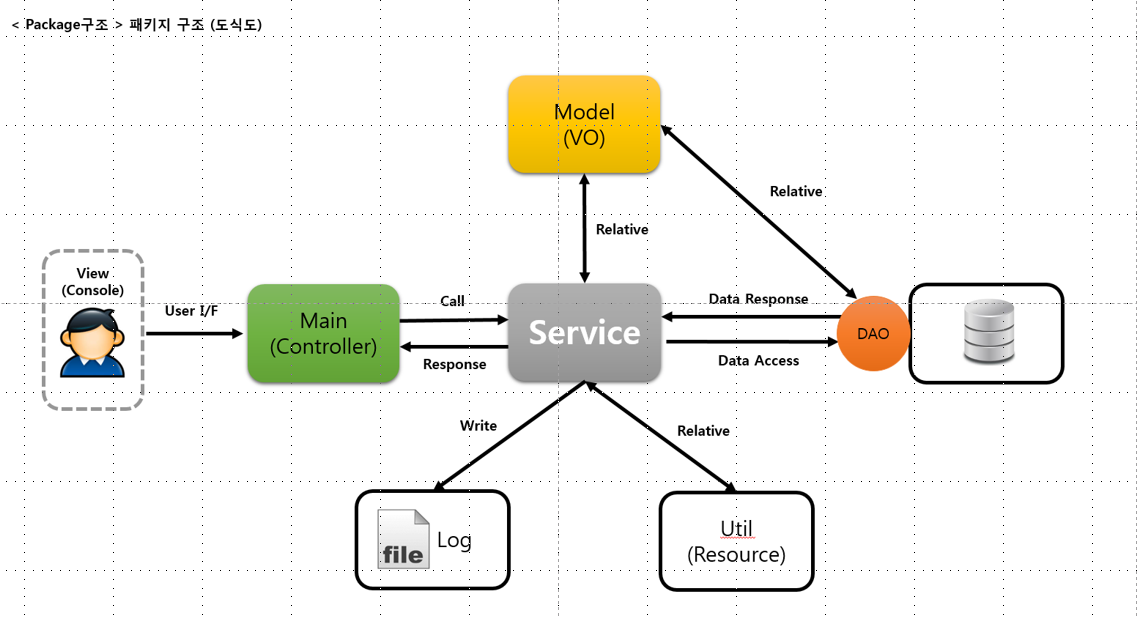 < Package구조 > 패키지 구조 (도식도)
Model
(VO)
Relative
Relative
View
(Console)
User I/F
Main
(Controller)
Call
Response
Service
Data Response
Data Access
DAO
Write
Relative
file
Log
Util
(Resource)